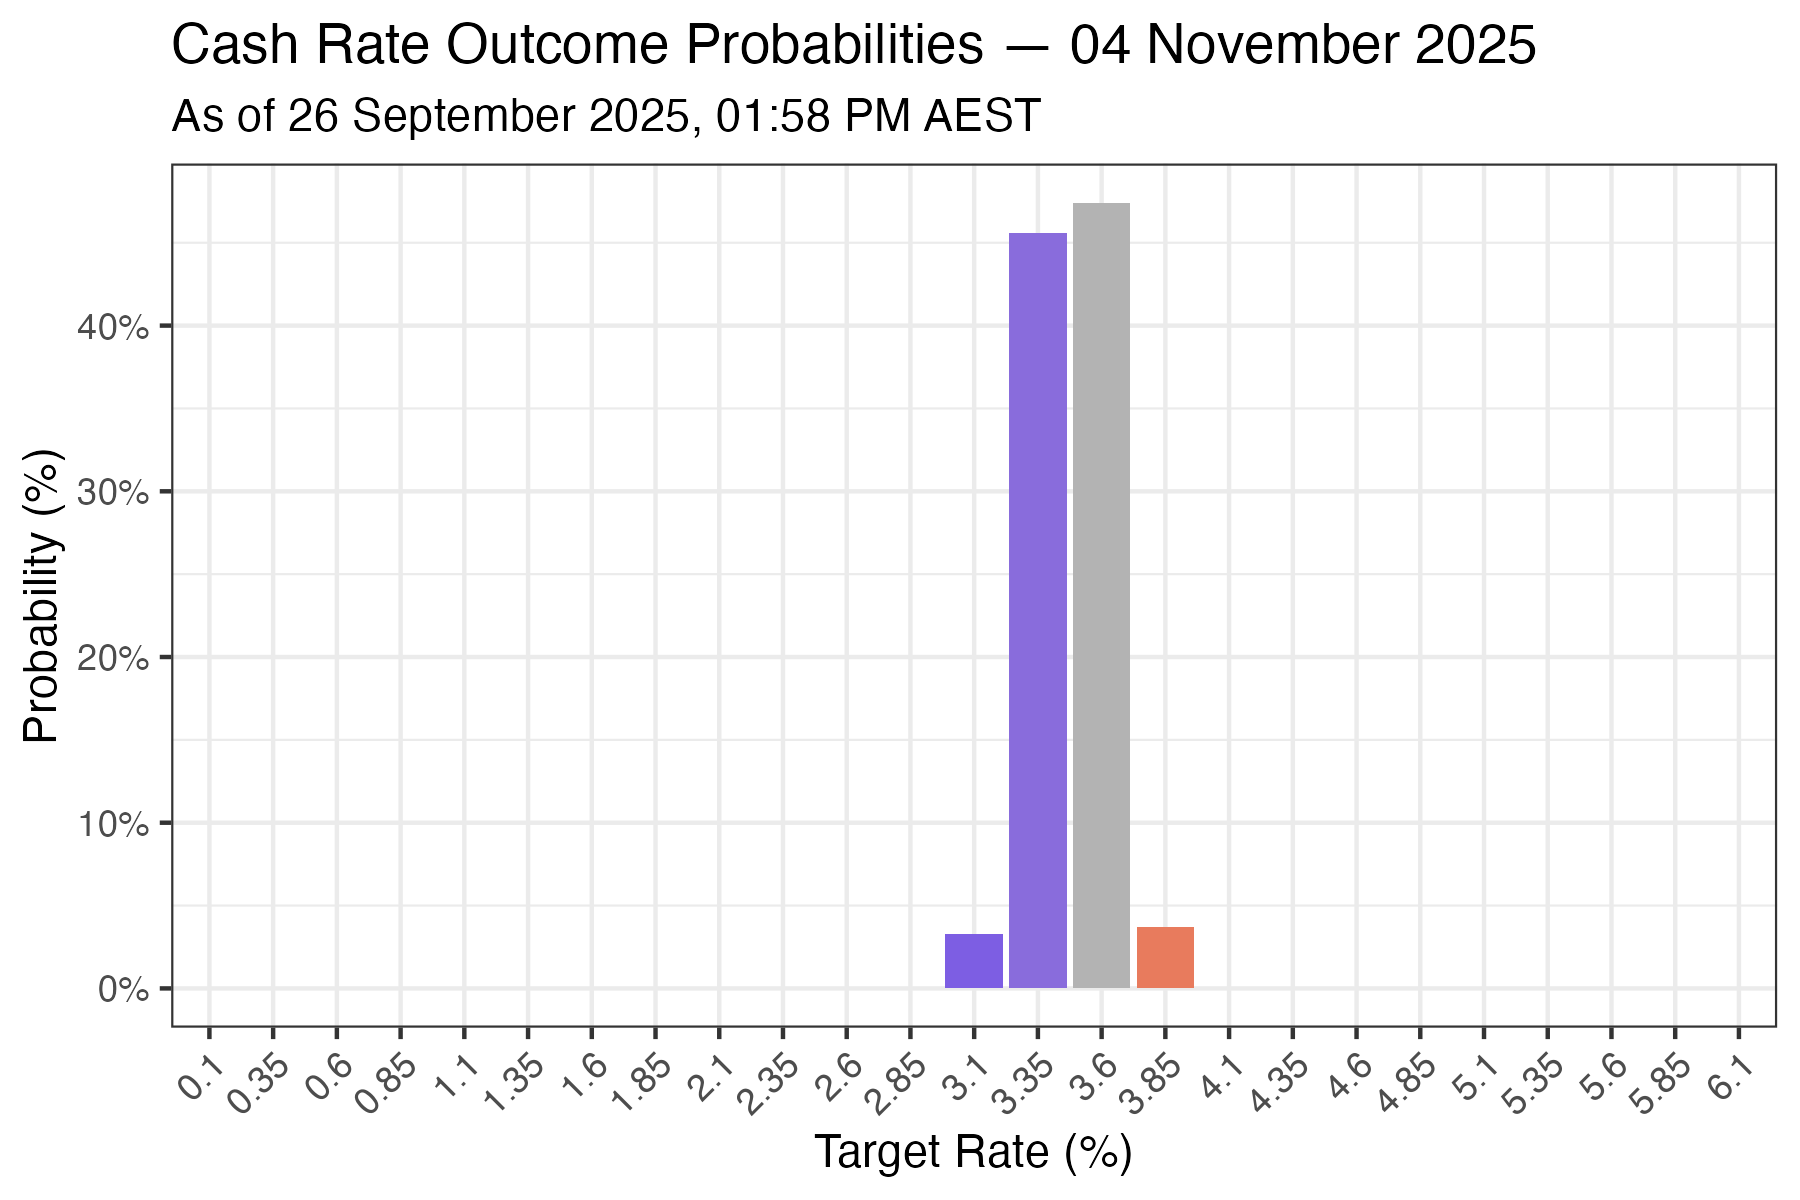 Cash Rate Outcome Probabilities — 04 November 2025
As of 26 September 2025, 01:58 PM AEST
Probability (%)
40%
30%
20%
10%
0%
0.1 0.35 0.6 0.85 1.1 1.35 1.6 1.85 2.1 2.35 2.6 2.85 3.1 3.35 3.6 3.85 4.1 4.35 4.6 4.85 5.1 5.35 5.6 5.85 6.1
Target Rate (%)